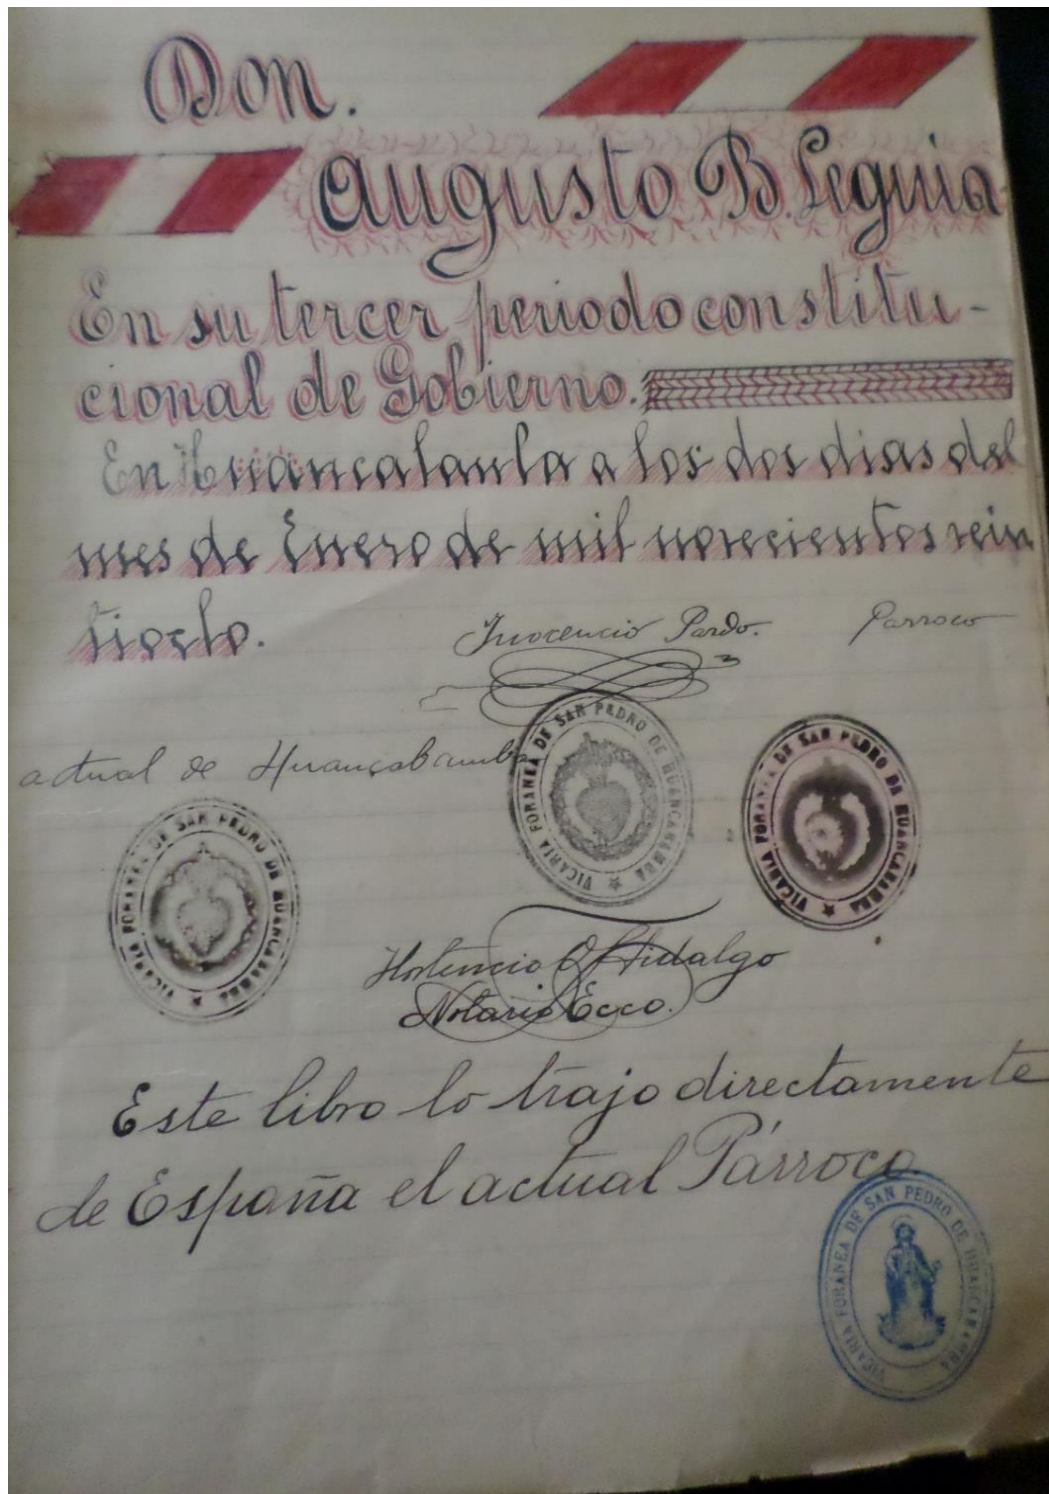 Don.
Augusto B. Leguia.
En su tercer periodo constitu-
cional de Gobierno.
En Huancabamba a los dos dias del
mes de Enero de mil novecientos vein
tiocho.
Inocencio Pardo. Parroco
actual de Huancabamba
VICARIA FORANEA DE SAN PEDRO DE HUANCABAMBA
VICARIA FORANEA DE SAN PEDRO DE HUANCABAMBA
VICARIA FORANEA DE SAN PEDRO DE HUANCABAMBA
Hortencio O. Hidalgo
Notario Ecco.
Este libro lo trajo directamente
de España el actual Párroco
VICARIA FORANEA DE SAN PEDRO DE HUANCABAMBA